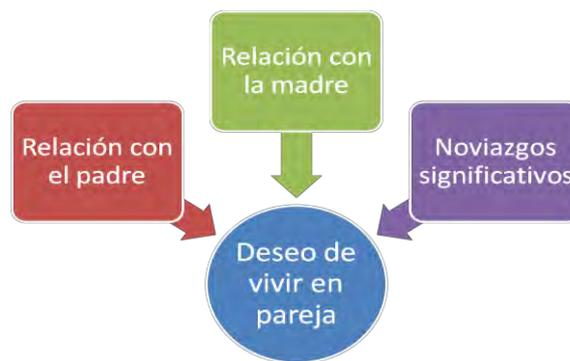 Relación con
la madre
Relación con
el padre
Noviazgos
significativos
Deseo de
vivir en
pareja